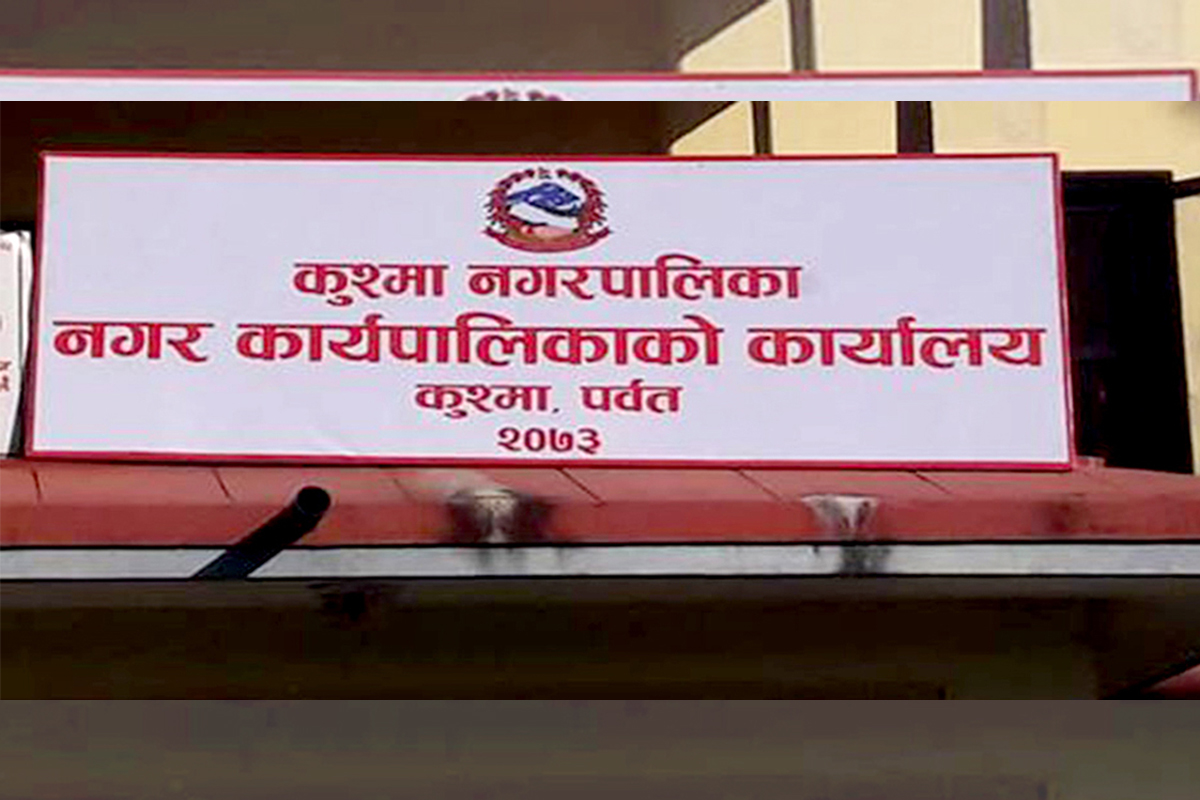 कुश्मा नगरपालिका
नगर कार्यपालिकाको कार्यालय
कुश्मा, पर्वत
२०७३